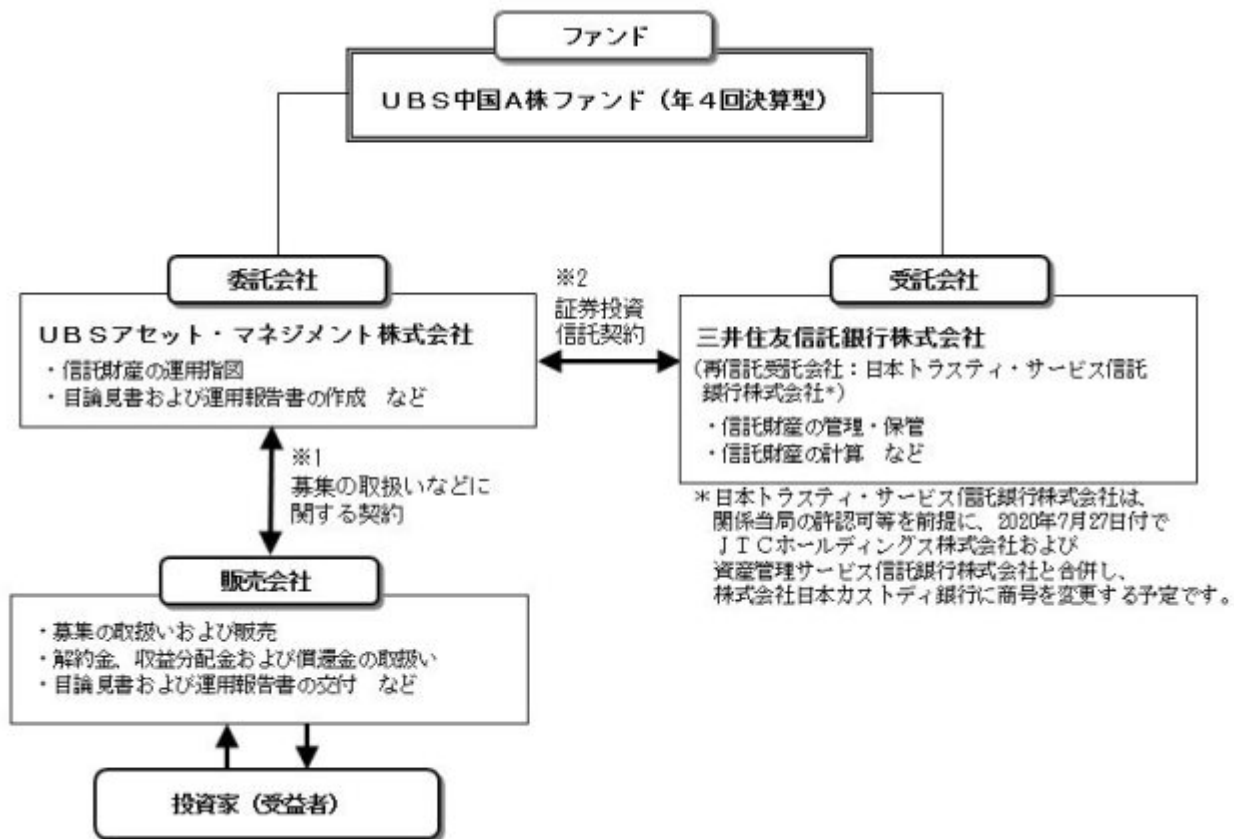 ファンド
UBS中国A株ファンド（年4回決算型）
委託会社
UBSアセット・マネジメント株式会社
・信託財産の運用指図
・目論見書および運用報告書の作成　など
※2
証券投資
信託契約
受託会社
三井住友信託銀行株式会社
（再信託受託会社：日本トラスティ・サービス信託
銀行株式会社*）
・信託財産の管理・保管
・信託財産の計算　など
＊日本トラスティ・サービス信託銀行株式会社は、
関係当局の許認可等を前提に、2020年7月27日付で
JTCホールディングス株式会社および
資産管理サービス信託銀行株式会社と合併し、
株式会社日本カストディ銀行に商号を変更する予定です。
※1
募集の取扱いなどに
関する契約
販売会社
・募集の取扱いおよび販売
・解約金、収益分配金および償還金の取扱い
・目論見書および運用報告書の交付　など
投資家（受益者）